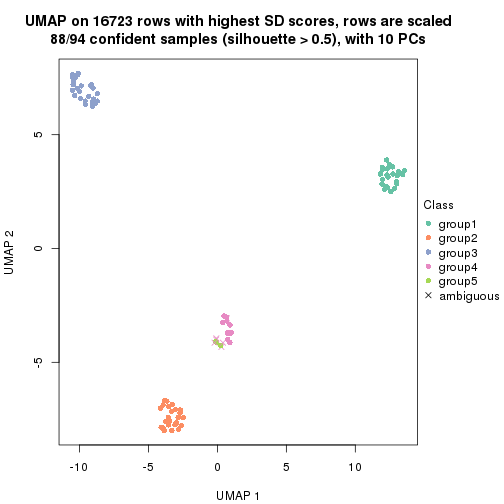 UMAP on 16723 rows with highest SD scores, rows are scaled
88/94 confident samples (silhouette > 0.5), with 10 PCs
UMAP 2
5
0
-5
-10
-5
0
5
10
UMAP 1
Class
group1
group2
group3
group4
group5
ambiguous